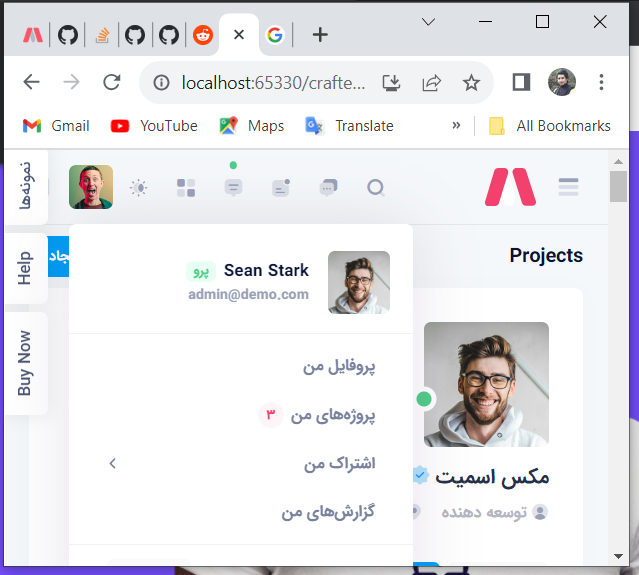 localhost:65330/crafte...
Gmail
YouTube
Maps
Translate
»
All Bookmarks
نمونه‌ها
Help
Buy Now
Projects
جاد
Sean Stark پرو
admin@demo.com
پروفایل من
پروژه‌های من ۳
اشتراک من
گزارش‌های من
مکس اسمیت
توسعه دهنده